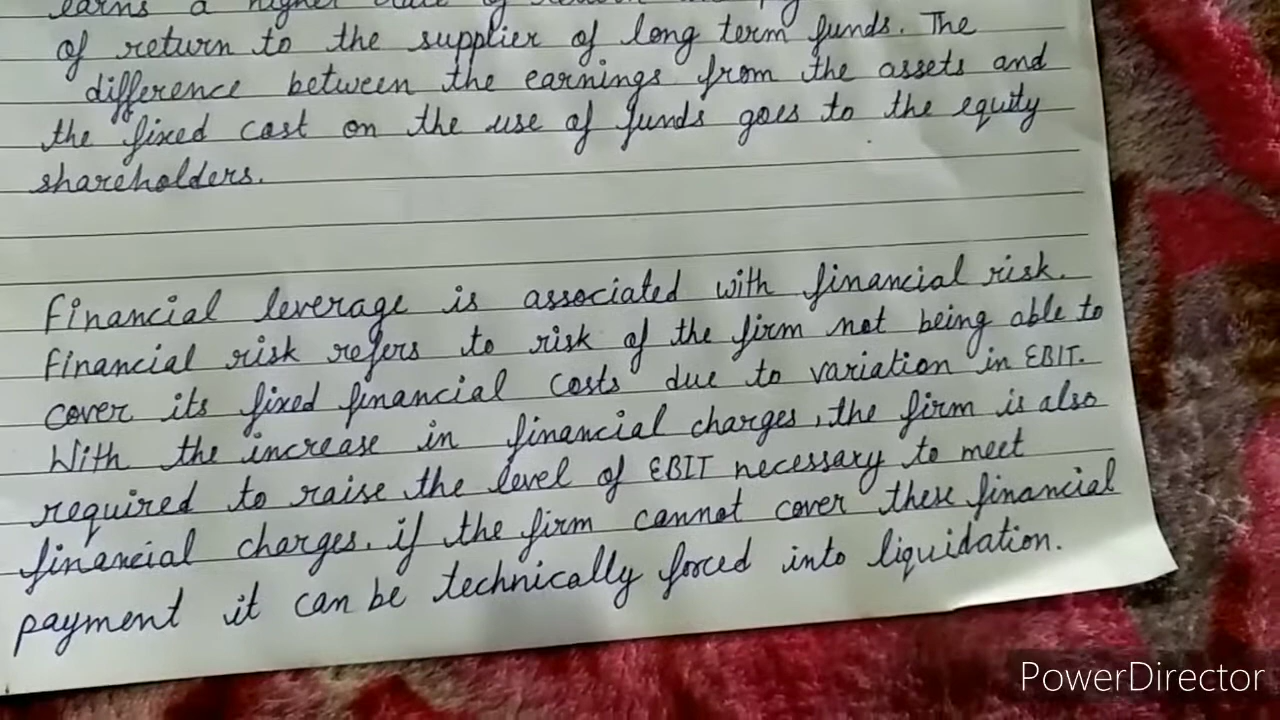 earns a higher rate of return
of return to the supplier of long term funds. The
difference between the earnings from the assets and
the fixed cost on the use of funds goes to the equity
shareholders.
Financial leverage is associated with financial risk.
Financial risk refers to risk of the firm not being able to
cover its fixed financial costs due to variation in EBIT.
With the increase in financial charges, the firm is also
required to raise the level of EBIT necessary to meet
financial charges. if the firm cannot cover these financial
payment it can be technically forced into liquidation.
PowerDirector